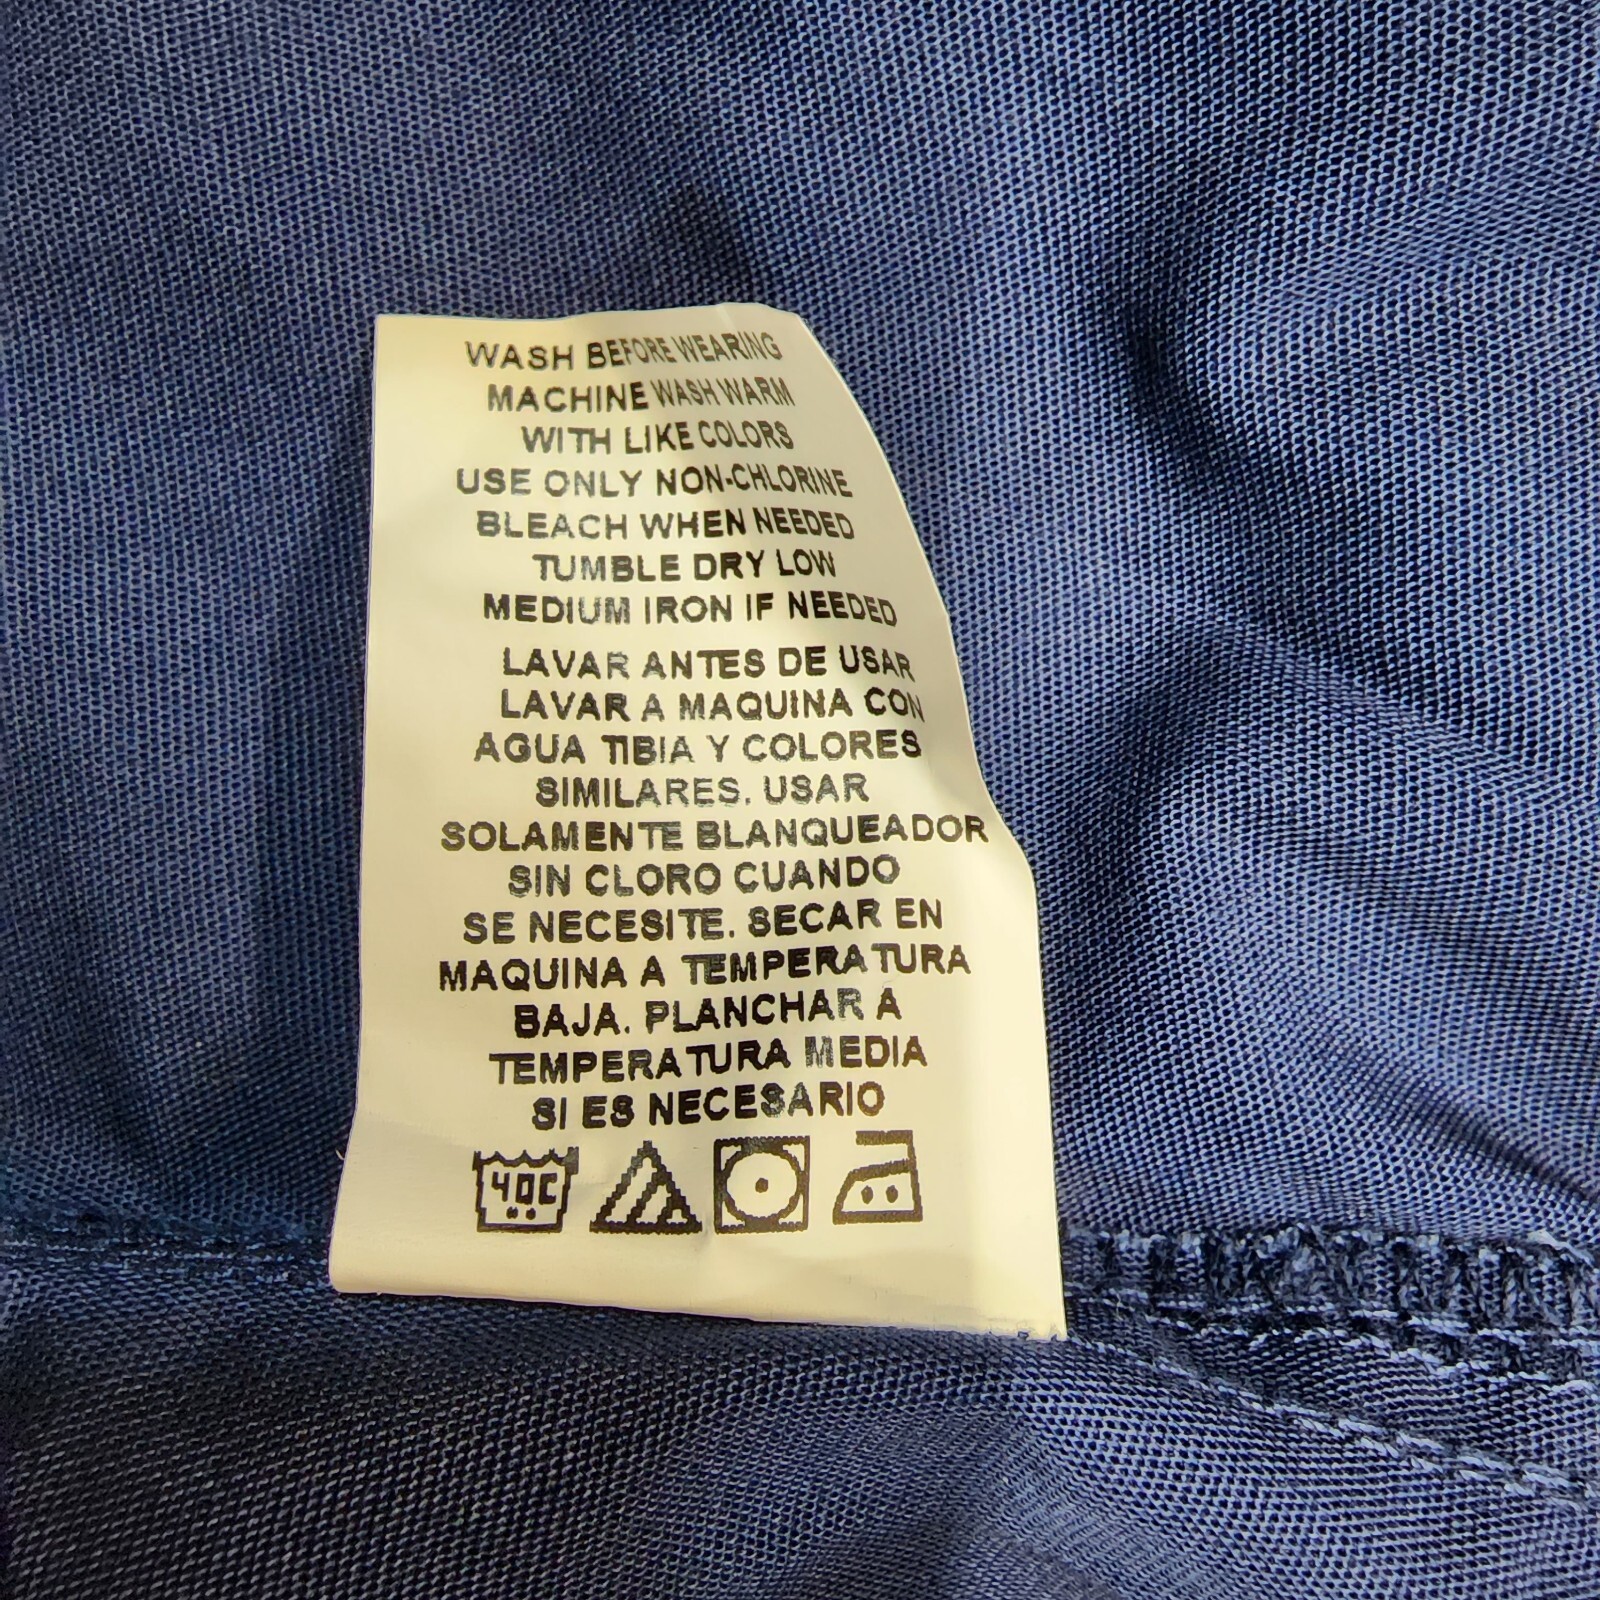 WASH BEFORE WEARING
MACHINE WASH WARM
WITH LIKE COLORS
USE ONLY NON-CHLORINE
BLEACH WHEN NEEDED
TUMBLE DRY LOW
MEDIUM IRON IF NEEDED
LAVAR ANTES DE USAR
LAVAR A MAQUINA CON
AGUA TIBIA Y COLORES
SIMILARES. USAR
SOLAMENTE BLANQUEADOR
SIN CLORO CUANDO
SE NECESITE. SECAR EN
MAQUINA A TEMPERATURA
BAJA. PLANCHAR A
TEMPERATURA MEDIA
SI ES NECESARIO
40C